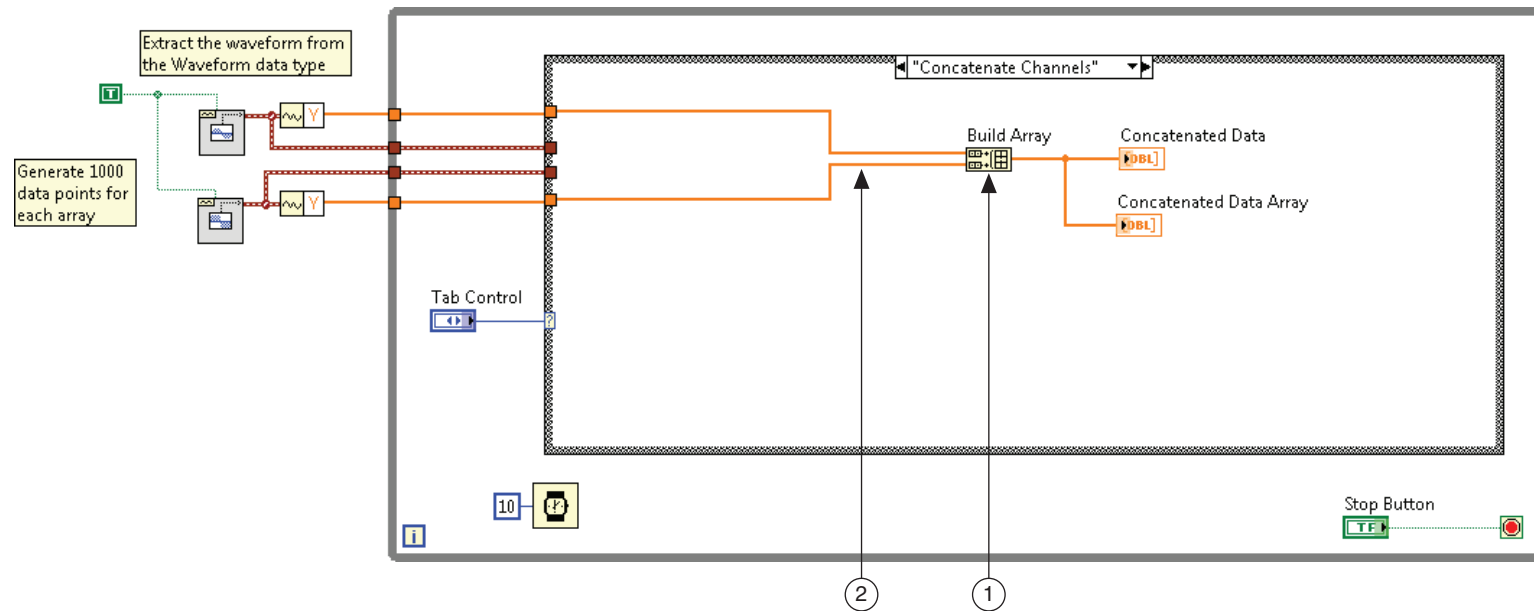 Extract the waveform from
the Waveform data type
"Concatenate Channels"
T
Y
Build Array
Concatenated Data
DBL]
Generate 1000
data points for
each array
Y
Concatenated Data Array
DBL]
Tab Control
?
10
Stop Button
TF
i
2
1